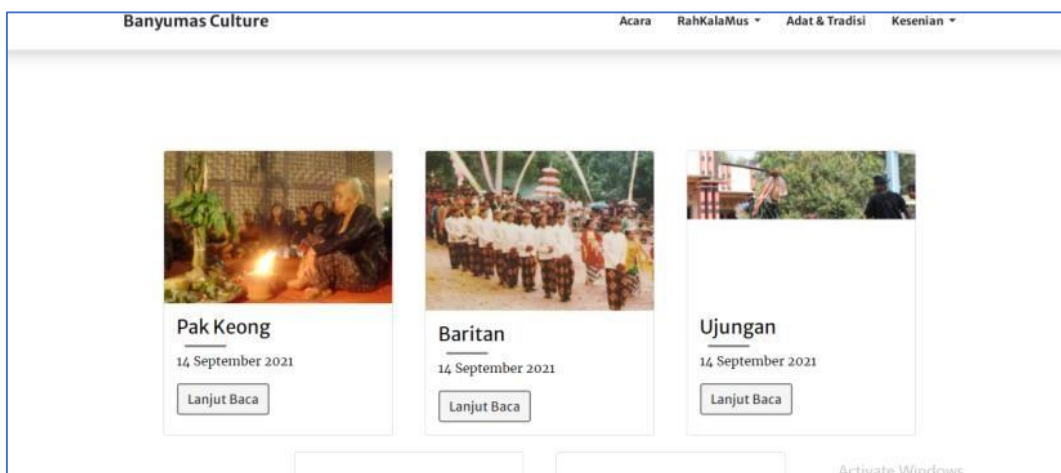 Banyumas Culture
Acara RahKalaMus Adat & Tradisi Kesenian
Pak Keong
14 September 2021
Lanjut Baca
Baritan
14 September 2021
Lanjut Baca
Ujungan
14 September 2021
Lanjut Baca
Activate Windows